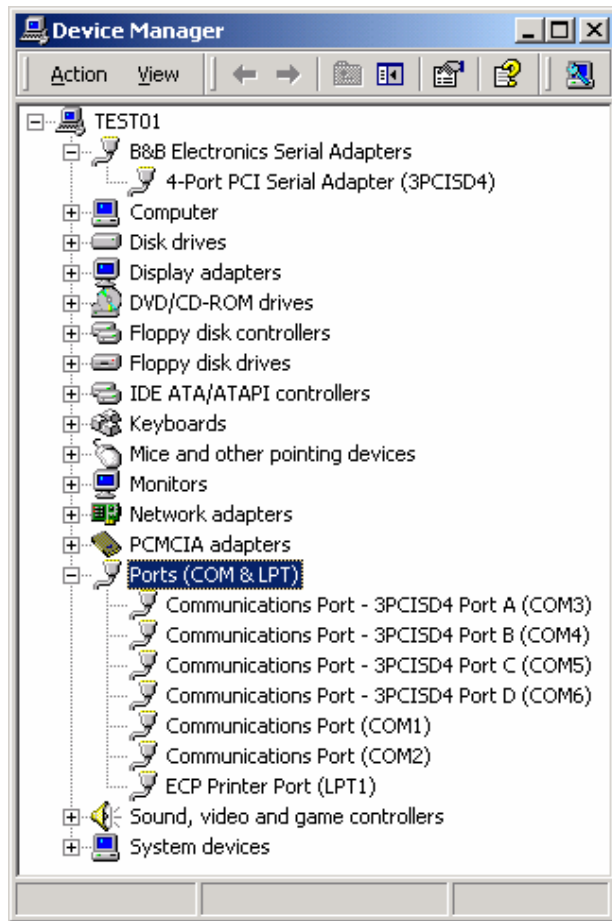 Device Manager
Action View
TEST01
B&B Electronics Serial Adapters
4-Port PCI Serial Adapter (3PCISD4)
Computer
Disk drives
Display adapters
DVD/CD-ROM drives
Floppy disk controllers
Floppy disk drives
IDE ATA/ATAPI controllers
Keyboards
Mice and other pointing devices
Monitors
Network adapters
PCMCIA adapters
Ports (COM & LPT)
Communications Port - 3PCISD4 Port A (COM3)
Communications Port - 3PCISD4 Port B (COM4)
Communications Port - 3PCISD4 Port C (COM5)
Communications Port - 3PCISD4 Port D (COM6)
Communications Port (COM1)
Communications Port (COM2)
ECP Printer Port (LPT1)
Sound, video and game controllers
System devices